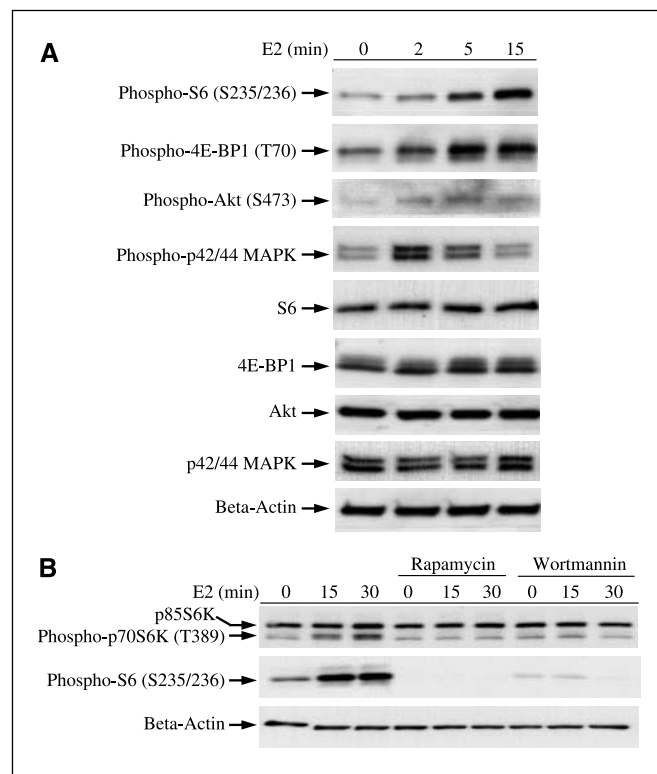 A
E2 (min) 0 2 5 15
Phospho-S6 (S235/236)
Phospho-4E-BP1 (T70)
Phospho-Akt (S473)
Phospho-p42/44 MAPK
S6
4E-BP1
Akt
p42/44 MAPK
Beta-Actin
B
Rapamycin Wortmannin
E2 (min) 0 15 30 0 15 30 0 15 30
p85S6K
Phospho-p70S6K (T389)
Phospho-S6 (S235/236)
Beta-Actin